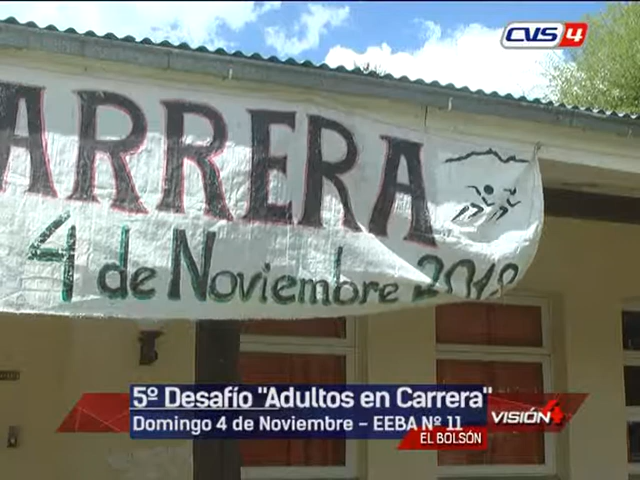 CVS 4
CARRERA
4 de Noviembre 2018
5º Desafío "Adultos en Carrera"
Domingo 4 de Noviembre - EEBA Nº 11
VISIÓN 4
EL BOLSÓN